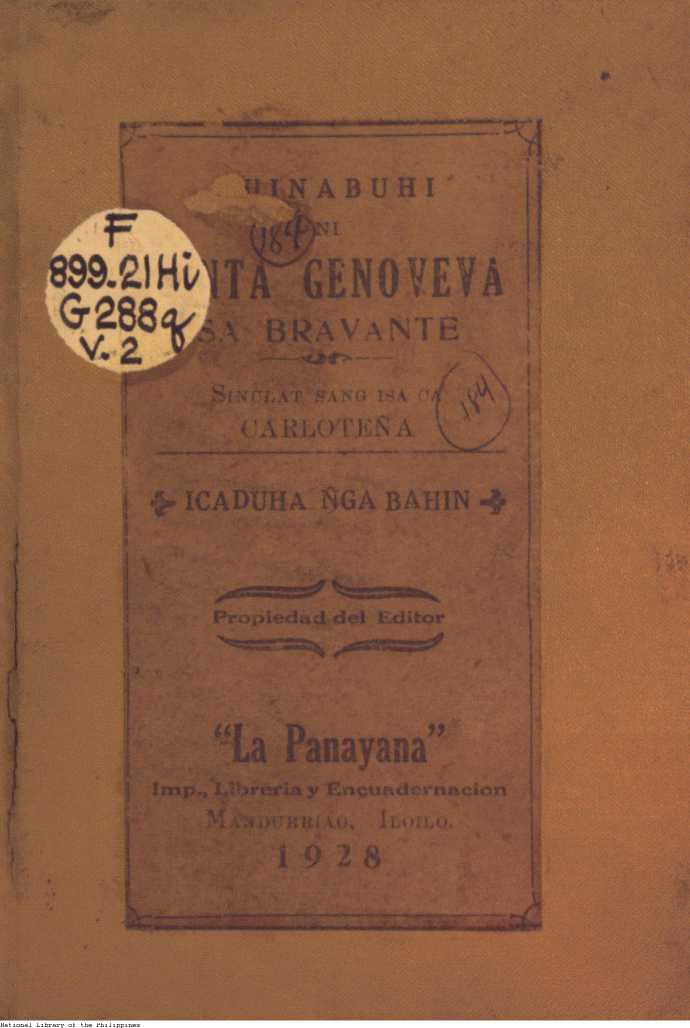 HINABUHI
184
NI
NTA GENOVEVA
SA BRAVANTE
F
899.21Hi
G288q
V.2
SINULAT SANG ISA CA
184
CARLOTEÑA
ICADUHA ÑGA BAHIN
Propiedad del Editor
"La Panayana"
Imp., Libreria y Encuadernacion
MANDURRIAO, ILOILO.
1928
National Library of the Philippines